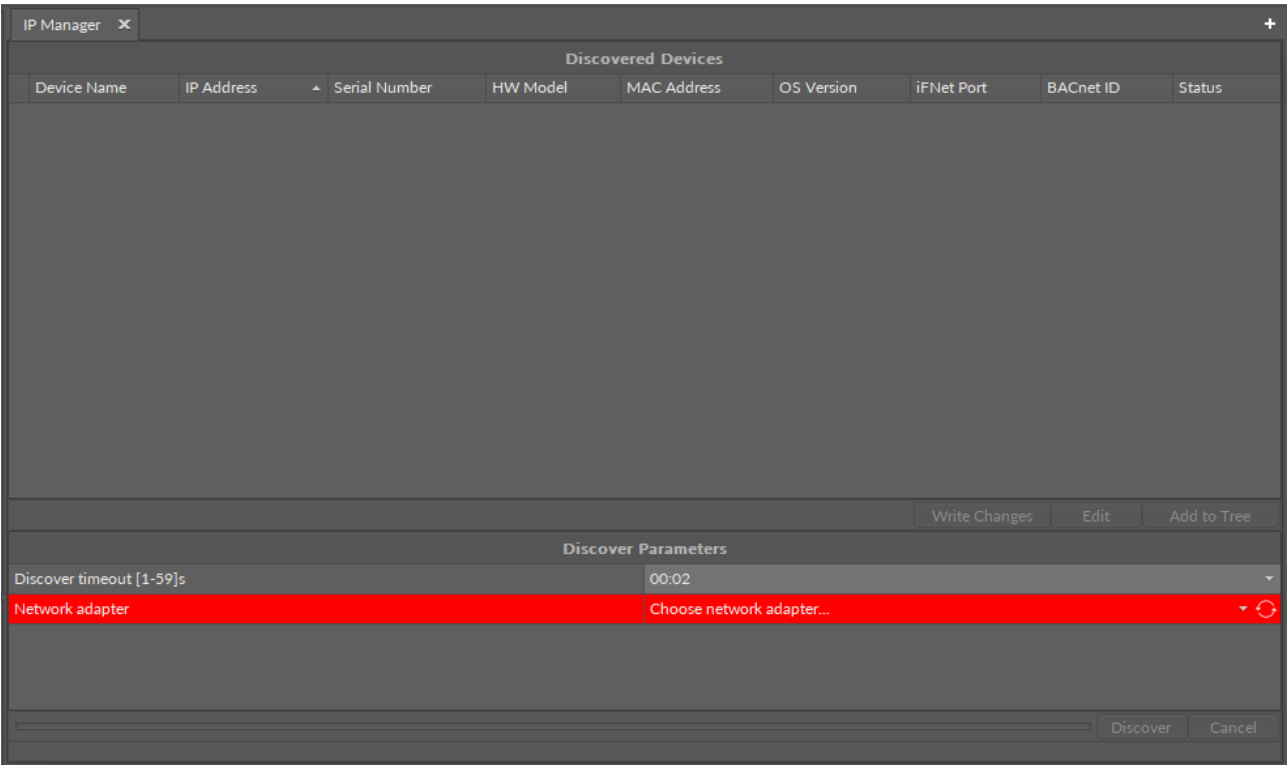 IP Manager
Discovered Devices
Device Name IP Address Serial Number HW Model MAC Address OS Version iFNet Port BACnet ID Status
Write Changes Edit Add to Tree
Discover Parameters
Discover timeout [1-59]s 00:02
Network adapter Choose network adapter...
Discover Cancel